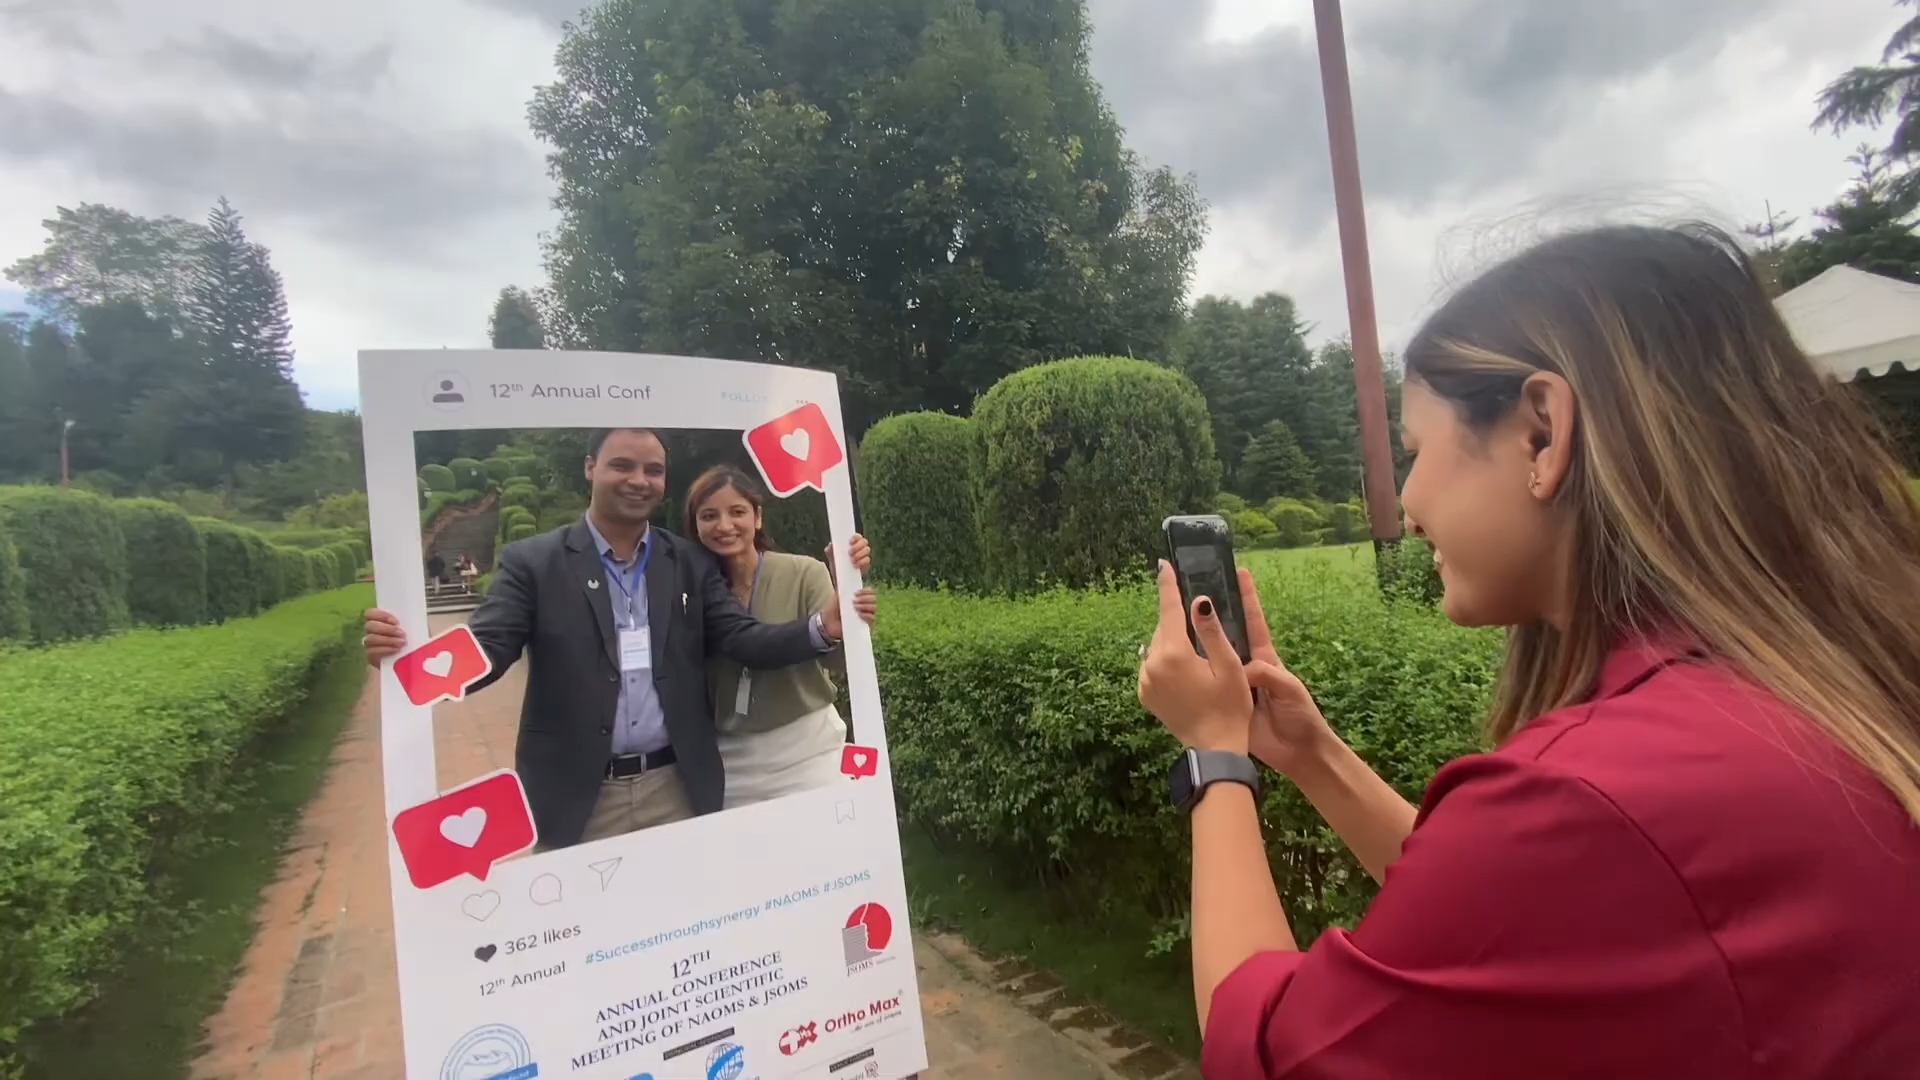 12th Annual Conf
FOLLOW
362 likes
#Successthroughsynergy #NAOMS #JSOMS
12th Annual
12TH
ANNUAL CONFERENCE
AND JOINT SCIENTIFIC
MEETING OF NAOMS & JSOMS
JSOMS
Ortho Max